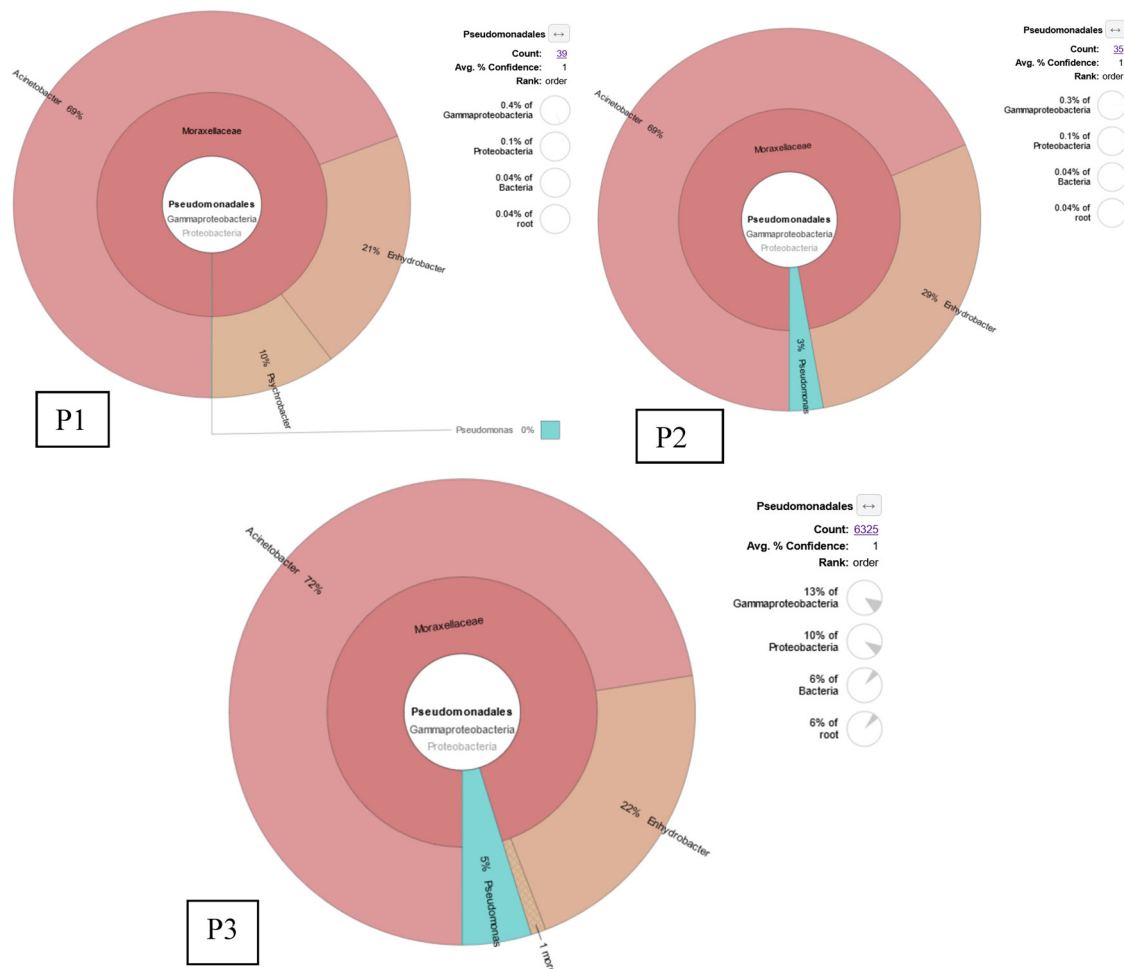 Pseudomonadales ↔
Count: 39
Avg. % Confidence: 1
Rank: order
0.4% of
Gammaproteobacteria
0.1% of
Proteobacteria
0.04% of
Bacteria
0.04% of
root
Acinetobacter 69%
Moraxellaceae
Pseudomonadales
Gammaproteobacteria
Proteobacteria
21% Enhydrobacter
10% Psychrobacter
Pseudomonas 0%
P1
Pseudomonadales ↔
Count: 35
Avg. % Confidence: 1
Rank: order
0.3% of
Gammaproteobacteria
0.1% of
Proteobacteria
0.04% of
Bacteria
0.04% of
root
Acinetobacter 69%
Moraxellaceae
Pseudomonadales
Gammaproteobacteria
Proteobacteria
29% Enhydrobacter
3% Pseudomonas
P2
Pseudomonadales ↔
Count: 6325
Avg. % Confidence: 1
Rank: order
13% of
Gammaproteobacteria
10% of
Proteobacteria
6% of
Bacteria
6% of
root
Acinetobacter 72%
Moraxellaceae
Pseudomonadales
Gammaproteobacteria
Proteobacteria
22% Enhydrobacter
5% Pseudomonas
1 more
P3